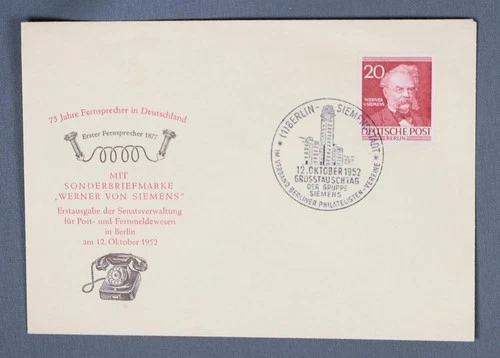 75 Jahre Fernsprecher in Deutschland
Erster Fernsprecher 1877
MIT
SONDERBRIEFMARKE
„WERNER VON SIEMENS"
Erstausgabe der Senatsverwaltung
für Post- und Fernmeldewesen
in Berlin
am 12. Oktober 1952
20
WERNER
v. SIEMENS
DEUTSCHE POST
BERLIN
* (1) BERLIN - SIEMENSSTADT *
12. OKTOBER 1952
GROSSTAUSCHTAG
DER GRUPPE
SIEMENS
IM VERBAND BERLINER PHILATELISTEN-VEREINE